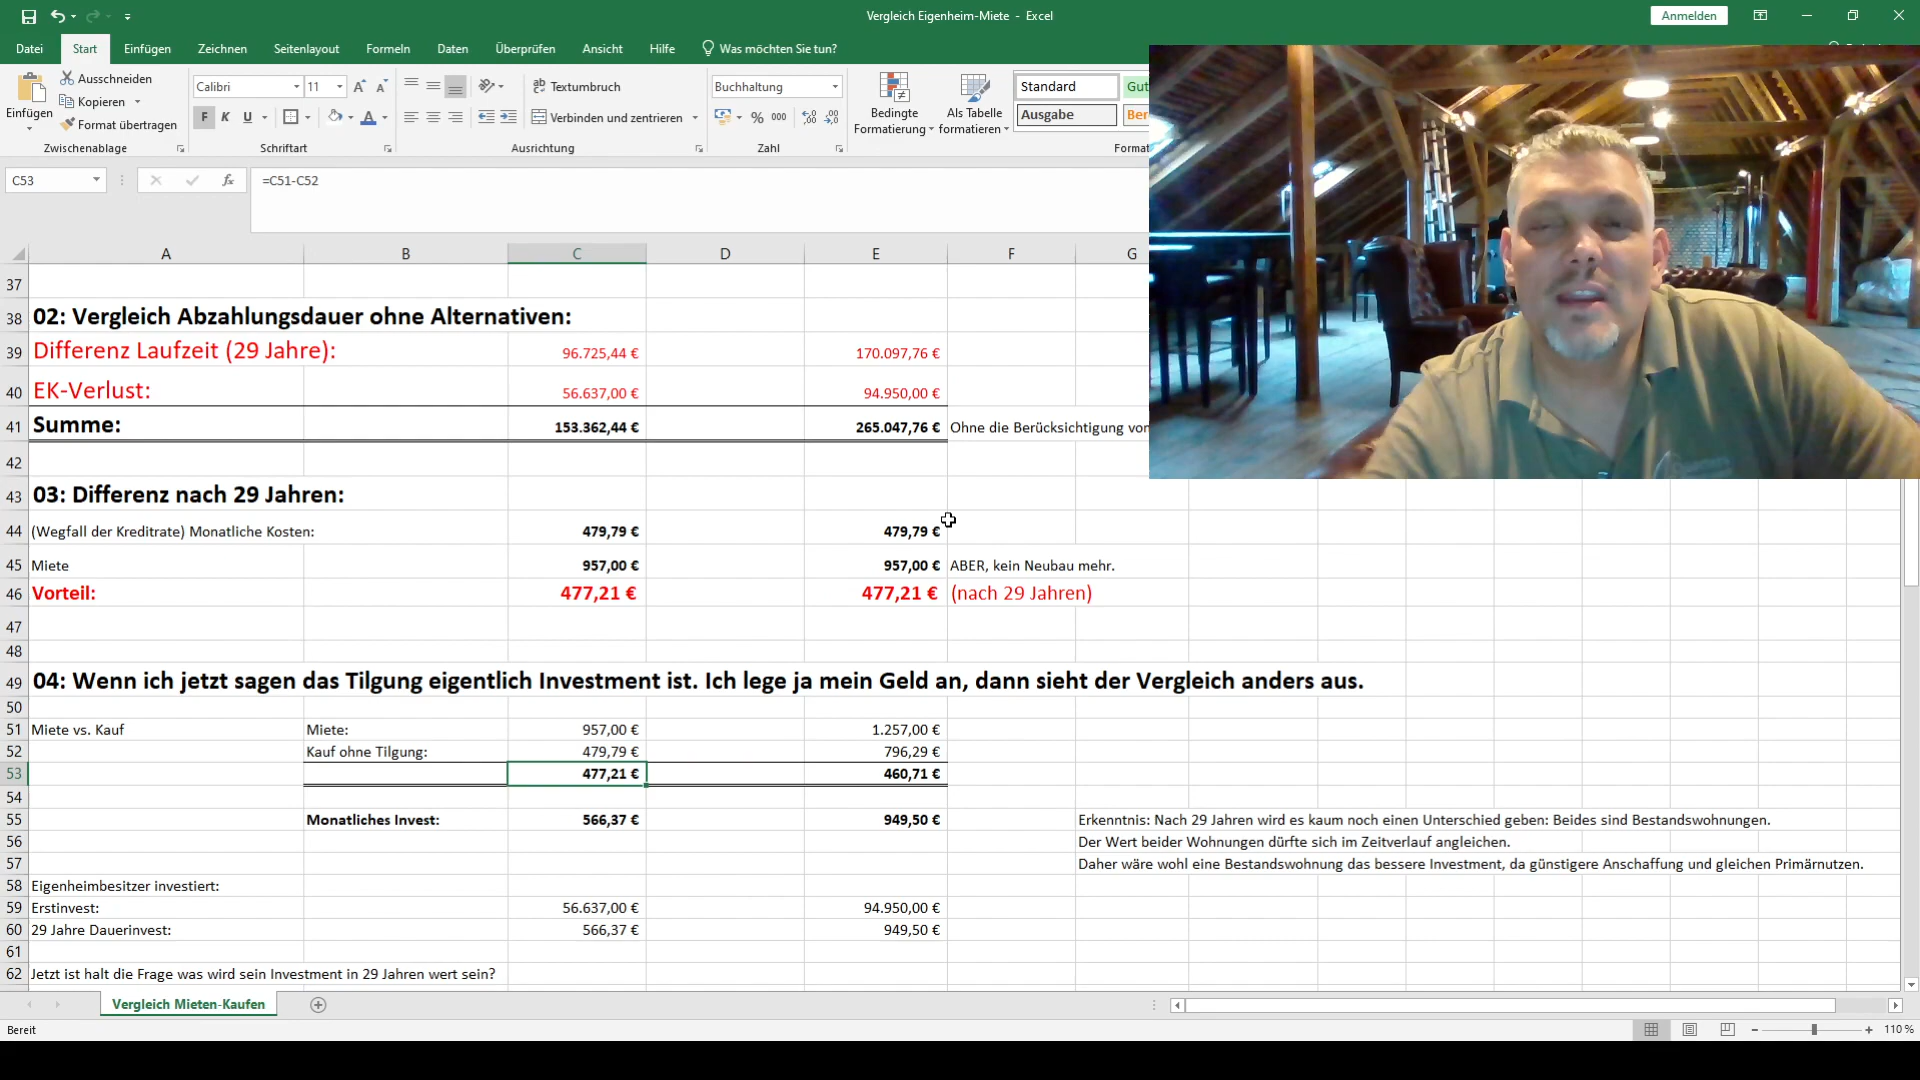 Vergleich Eigenheim-Miete - Excel
Anmelden
Datei
Start
Einfügen
Zeichnen
Seitenlayout
Formeln
Daten
Überprüfen
Ansicht
Hilfe
Was möchten Sie tun?
Einfügen
Ausschneiden
Kopieren
Format übertragen
Zwischenablage
Calibri
11
F K U
Schriftart
Textumbruch
Verbinden und zentrieren
Ausrichtung
Buchhaltung
% 000
Zahl
Bedingte
Formatierung
Als Tabelle
formatieren
Standard
Gut
Ausgabe
Ber
Format
C53
fx
=C51-C52
A B C D E F G
37
38 02: Vergleich Abzahlungsdauer ohne Alternativen:
39 Differenz Laufzeit (29 Jahre): 96.725,44 € 170.097,76 €
40 EK-Verlust: 56.637,00 € 94.950,00 €
41 Summe: 153.362,44 € 265.047,76 € Ohne die Berücksichtigung von
42
43 03: Differenz nach 29 Jahren:
44 (Wegfall der Kreditrate) Monatliche Kosten: 479,79 € 479,79 €
45 Miete 957,00 € 957,00 € ABER, kein Neubau mehr.
46 Vorteil: 477,21 € 477,21 € (nach 29 Jahren)
47
48
49 04: Wenn ich jetzt sagen das Tilgung eigentlich Investment ist. Ich lege ja mein Geld an, dann sieht der Vergleich anders aus.
50
51 Miete vs. Kauf Miete: 957,00 € 1.257,00 €
52 Kauf ohne Tilgung: 479,79 € 796,29 €
53 477,21 € 460,71 €
54
55 Monatliches Invest: 566,37 € 949,50 € Erkenntnis: Nach 29 Jahren wird es kaum noch einen Unterschied geben: Beides sind Bestandswohnungen.
56 Der Wert beider Wohnungen dürfte sich im Zeitverlauf angleichen.
57 Daher wäre wohl eine Bestandswohnung das bessere Investment, da günstigere Anschaffung und gleichen Primärnutzen.
58 Eigenheimbesitzer investiert:
59 Erstinvest: 56.637,00 € 94.950,00 €
60 29 Jahre Dauerinvest: 566,37 € 949,50 €
61
62 Jetzt ist halt die Frage was wird sein Investment in 29 Jahren wert sein?
Vergleich Mieten-Kaufen
Bereit
110 %